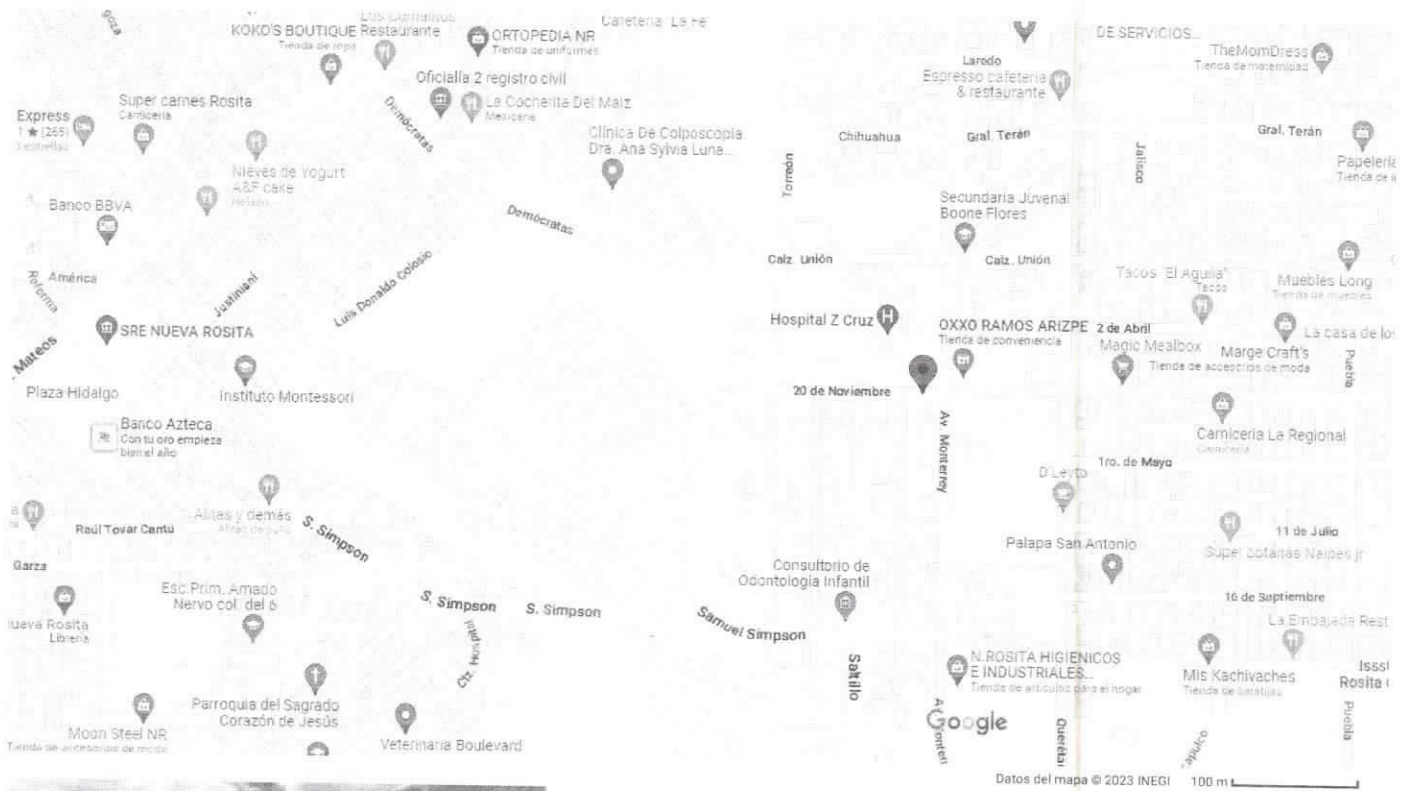 KOKO'S BOUTIQUE
Tienda de ropa
Restaurante
ORTOPEDIA NR
Tienda de uniformes
Cafetería La Fe
Oficialía 2 registro civil
La Cocherita Del Maiz
Mexicana
Super carnes Rosita
Carnicería
Express
Demócratas
Nieves de Yogurt
A&F cake
Helados
Clínica De Colposcopia
Dra. Ana Sylvia Luna...
Banco BBVA
Demócratas
América
Reforma
Justiniani
Luis Donaldo Colosio
SRE NUEVA ROSITA
. Mateos
Plaza Hidalgo
Instituto Montessori
Banco Azteca
Con tu oro empieza
bien el año
Alitas y demás
Raúl Tovar Cantú
S. Simpson
Garza
Esc.Prim. Amado
Nervo col. del 6
S. Simpson
S. Simpson
Ctz. Hospital
Librería
Parroquia del Sagrado
Corazón de Jesús
Moon Steel NR
Tienda de accesorios de moda
Veterinaria Boulevard
DE SERVICIOS...
TheMomDress
Tienda de maternidad
Laredo
Espresso cafeteria
& restaurante
Chihuahua
Gral. Terán
Gral. Terán
Torreón
Jalisco
Papelería
Secundaria Juvenal
Boone Flores
Calz. Unión
Calz. Unión
Tacos "El Aguila"
Tacos
Muebles Long
Tienda de muebles
Hospital Z Cruz
OXXO RAMOS ARIZPE
Tienda de conveniencia
2 de Abril
Magic Mealbox
Marge Craft's
Tienda de accesorios de moda
La casa de los
Puebla
20 de Noviembre
Av. Monterrey
Carnicería La Regional
Carnicería
1ro. de Mayo
D'Leyto
11 de Julio
Súper botanas Naipes jr
Palapa San Antonio
Consultorio de
Odontología Infantil
16 de Septiembre
La Embajada Rest
Samuel Simpson
Saltillo
N.ROSITA HIGIENICOS
E INDUSTRIALES...
Tienda de artículos para el hogar
Mis Kachivaches
Tienda de baratijas
Rosita
Puebla
Google
Datos del mapa © 2023 INEGI
100 m